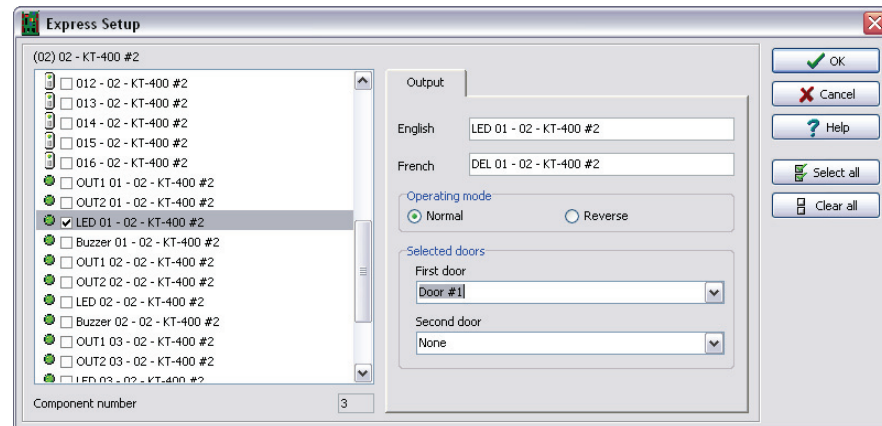 Express Setup
(02) 02 - KT-400 #2
012 - 02 - KT-400 #2
013 - 02 - KT-400 #2
014 - 02 - KT-400 #2
015 - 02 - KT-400 #2
016 - 02 - KT-400 #2
OUT1 01 - 02 - KT-400 #2
OUT2 01 - 02 - KT-400 #2
LED 01 - 02 - KT-400 #2
Buzzer 01 - 02 - KT-400 #2
OUT1 02 - 02 - KT-400 #2
OUT2 02 - 02 - KT-400 #2
LED 02 - 02 - KT-400 #2
Buzzer 02 - 02 - KT-400 #2
OUT1 03 - 02 - KT-400 #2
OUT2 03 - 02 - KT-400 #2
LED 03 - 02 - KT-400 #2
Component number
3
Output
English
LED 01 - 02 - KT-400 #2
French
DEL 01 - 02 - KT-400 #2
Operating mode
Normal
Reverse
Selected doors
First door
Door #1
Second door
None
OK
Cancel
Help
Select all
Clear all